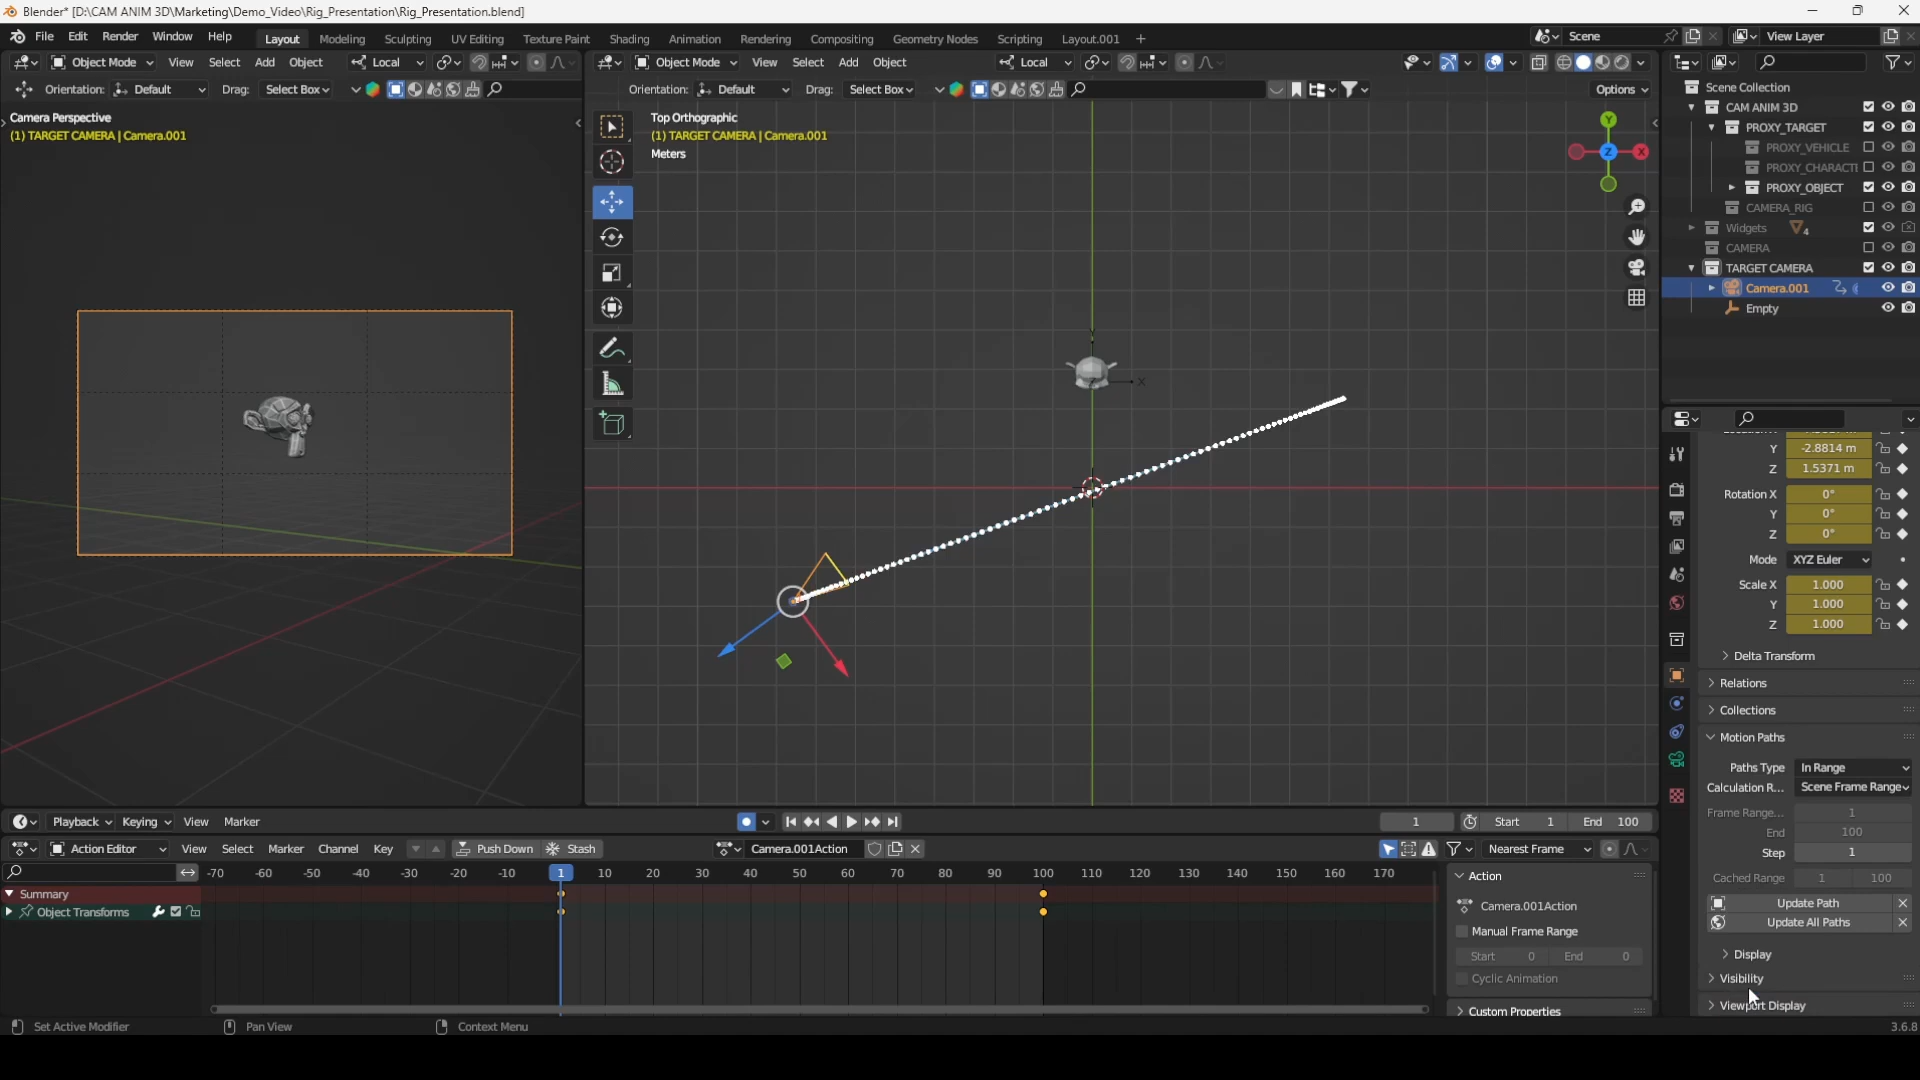 Blender* [D:\CAM ANIM 3D\Marketing\Demo_Video\Rig_Presentation\Rig_Presentation.blend]
File Edit Render Window Help Layout Modeling Sculpting UV Editing Texture Paint Shading Animation Rendering Compositing Geometry Nodes Scripting Layout.001 + Scene View Layer
Object Mode View Select Add Object Local Object Mode View Select Add Object Local
Orientation: Default Drag: Select Box Orientation: Default Drag: Select Box Options
Camera Perspective
(1) TARGET CAMERA | Camera.001
Top Orthographic
(1) TARGET CAMERA | Camera.001
Meters
Y
X
Z
X
Scene Collection
CAM ANIM 3D
PROXY_TARGET
PROXY_VEHICLE
PROXY_CHARACT
PROXY_OBJECT
CAMERA_RIG
Widgets 4
CAMERA
TARGET CAMERA
Camera.001
Empty
Y -2.8814 m
Z 1.5371 m
Rotation X 0°
Y 0°
Z 0°
Mode XYZ Euler
Scale X 1.000
Y 1.000
Z 1.000
Delta Transform
Relations
Collections
Motion Paths
Paths Type In Range
Calculation R... Scene Frame Range
Frame Range... 1
End 100
Step 1
Cached Range 1 100
Update Path
Update All Paths
Display
Visibility
Viewport Display
Playback Keying View Marker 1 Start 1 End 100
Action Editor View Select Marker Channel Key Push Down Stash Camera.001Action Nearest Frame
-70 -60 -50 -40 -30 -20 -10 1 10 20 30 40 50 60 70 80 90 100 110 120 130 140 150 160 170
Summary
Object Transforms
Action
Camera.001Action
Manual Frame Range
Start 0 End 0
Cyclic Animation
Custom Properties
Set Active Modifier Pan View Context Menu 3.6.8